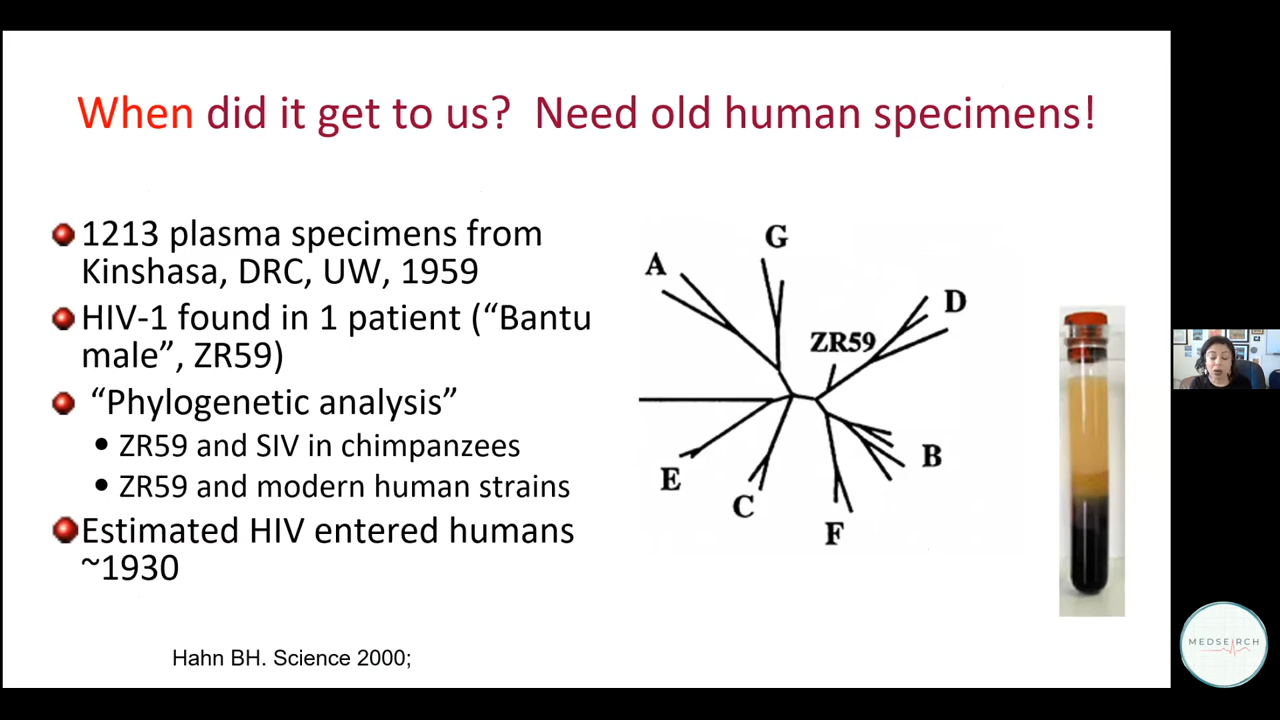 When did it get to us? Need old human specimens!
1213 plasma specimens from
Kinshasa, DRC, UW, 1959
HIV-1 found in 1 patient (“Bantu
male”, ZR59)
“Phylogenetic analysis”
ZR59 and SIV in chimpanzees
ZR59 and modern human strains
Estimated HIV entered humans
~1930
Hahn BH. Science 2000;
G
A
D
ZR59
B
E
C
F
MEDSEIRCH